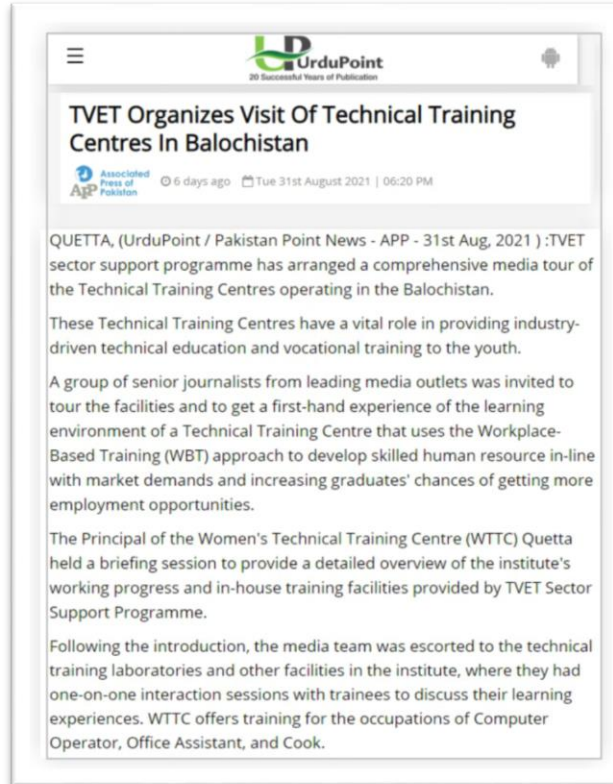 UP
UrduPoint
20 Successful Years of Publication
TVET Organizes Visit Of Technical Training
Centres In Balochistan
APP Associated
Press of
Pakistan
6 days ago Tue 31st August 2021 | 06:20 PM
QUETTA, (UrduPoint / Pakistan Point News - APP - 31st Aug, 2021 ) :TVET
sector support programme has arranged a comprehensive media tour of
the Technical Training Centres operating in the Balochistan.
These Technical Training Centres have a vital role in providing industry-
driven technical education and vocational training to the youth.
A group of senior journalists from leading media outlets was invited to
tour the facilities and to get a first-hand experience of the learning
environment of a Technical Training Centre that uses the Workplace-
Based Training (WBT) approach to develop skilled human resource in-line
with market demands and increasing graduates' chances of getting more
employment opportunities.
The Principal of the Women's Technical Training Centre (WTTC) Quetta
held a briefing session to provide a detailed overview of the institute's
working progress and in-house training facilities provided by TVET Sector
Support Programme.
Following the introduction, the media team was escorted to the technical
training laboratories and other facilities in the institute, where they had
one-on-one interaction sessions with trainees to discuss their learning
experiences. WTTC offers training for the occupations of Computer
Operator, Office Assistant, and Cook.